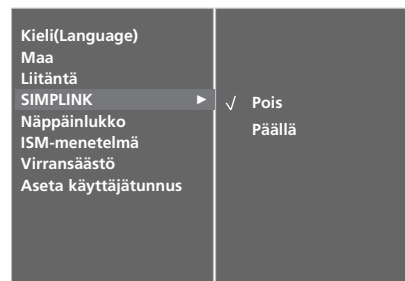 Kieli(Language)
Maa
Liitäntä
SIMPLINK ► √ Pois
Näppäinlukko Päällä
ISM-menetelmä
Virransäästö
Aseta käyttäjätunnus